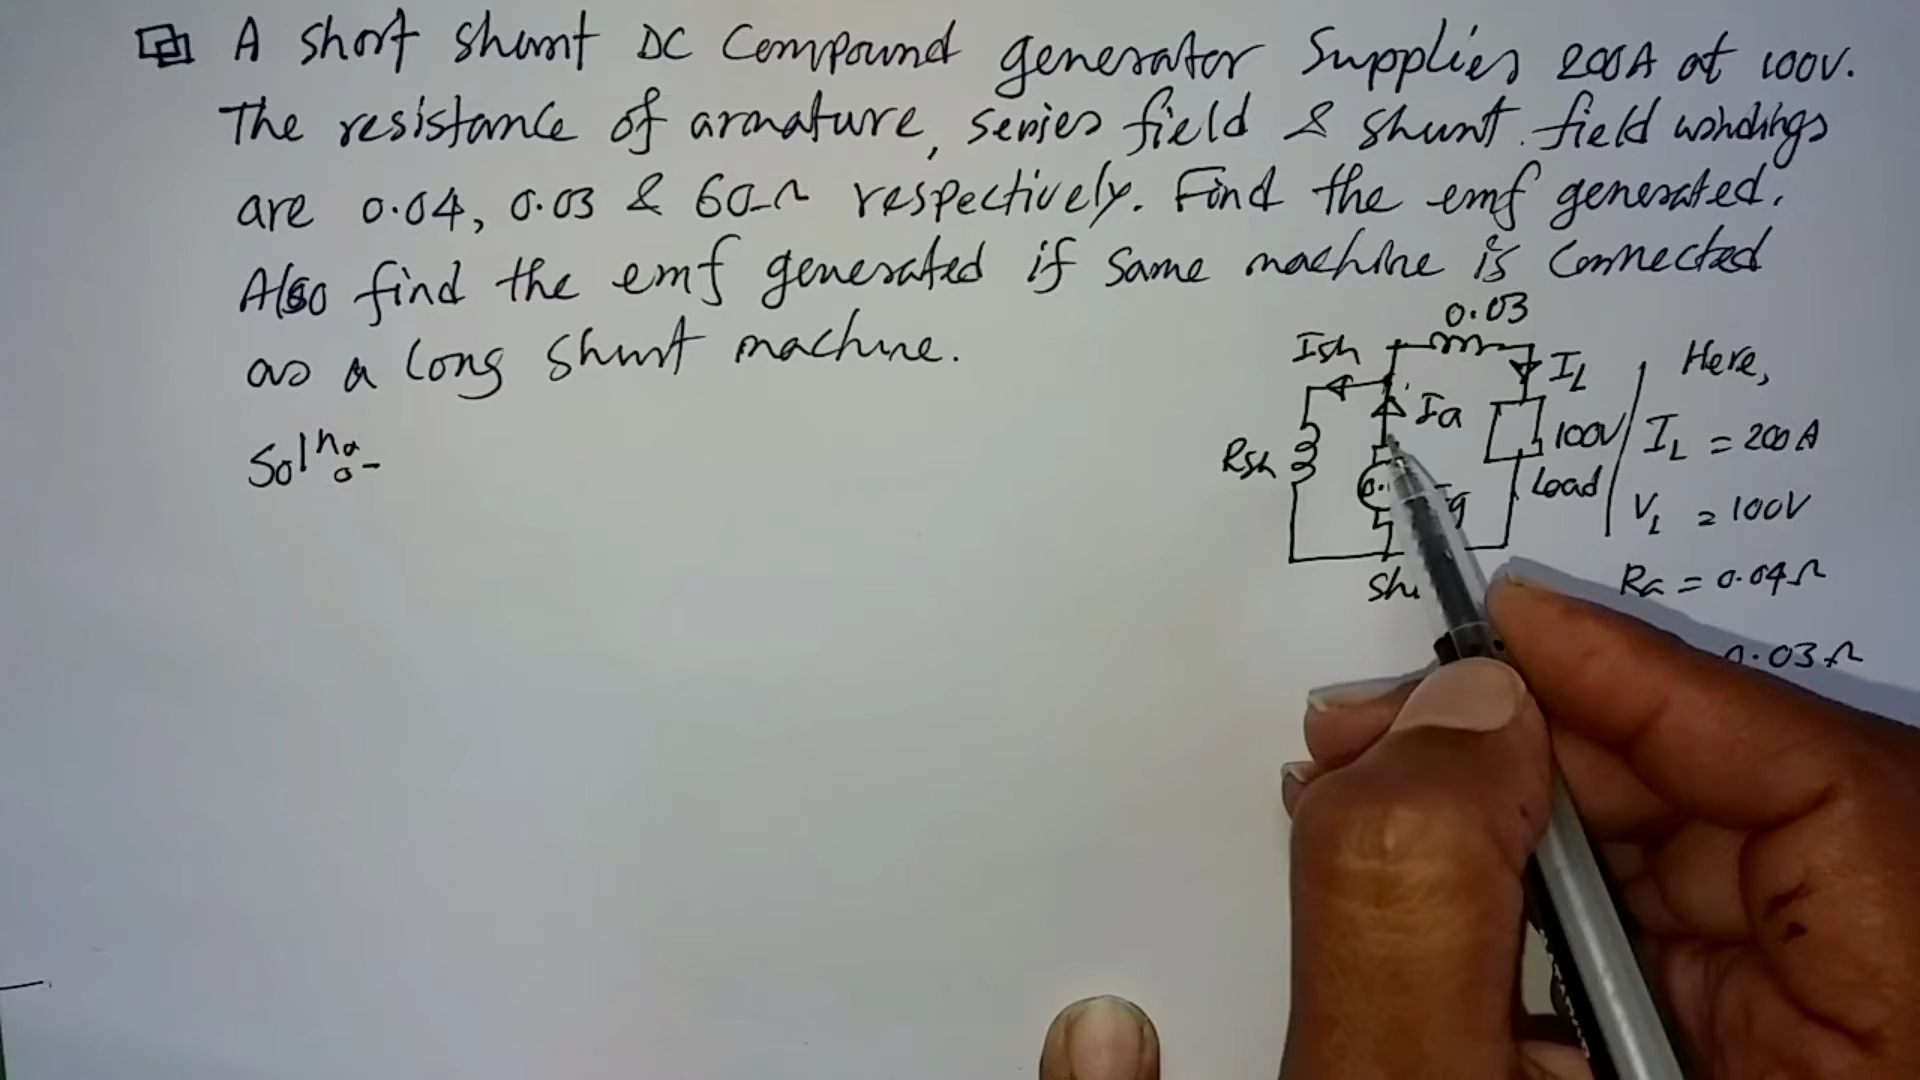 A short shunt DC Compound generator Supplies 200A at 100V.
The resistance of armature, series field & shunt field windings
are 0.04, 0.03 & 60Ω respectively. Find the emf generated.
Also find the emf generated if same machine is connected
as a long shunt machine.
Solⁿ:-
0.03
Ish
Ia
IL
Rsh
100V
Load
Here,
IL = 200A
VL = 100V
Ra = 0.04Ω
0.03Ω